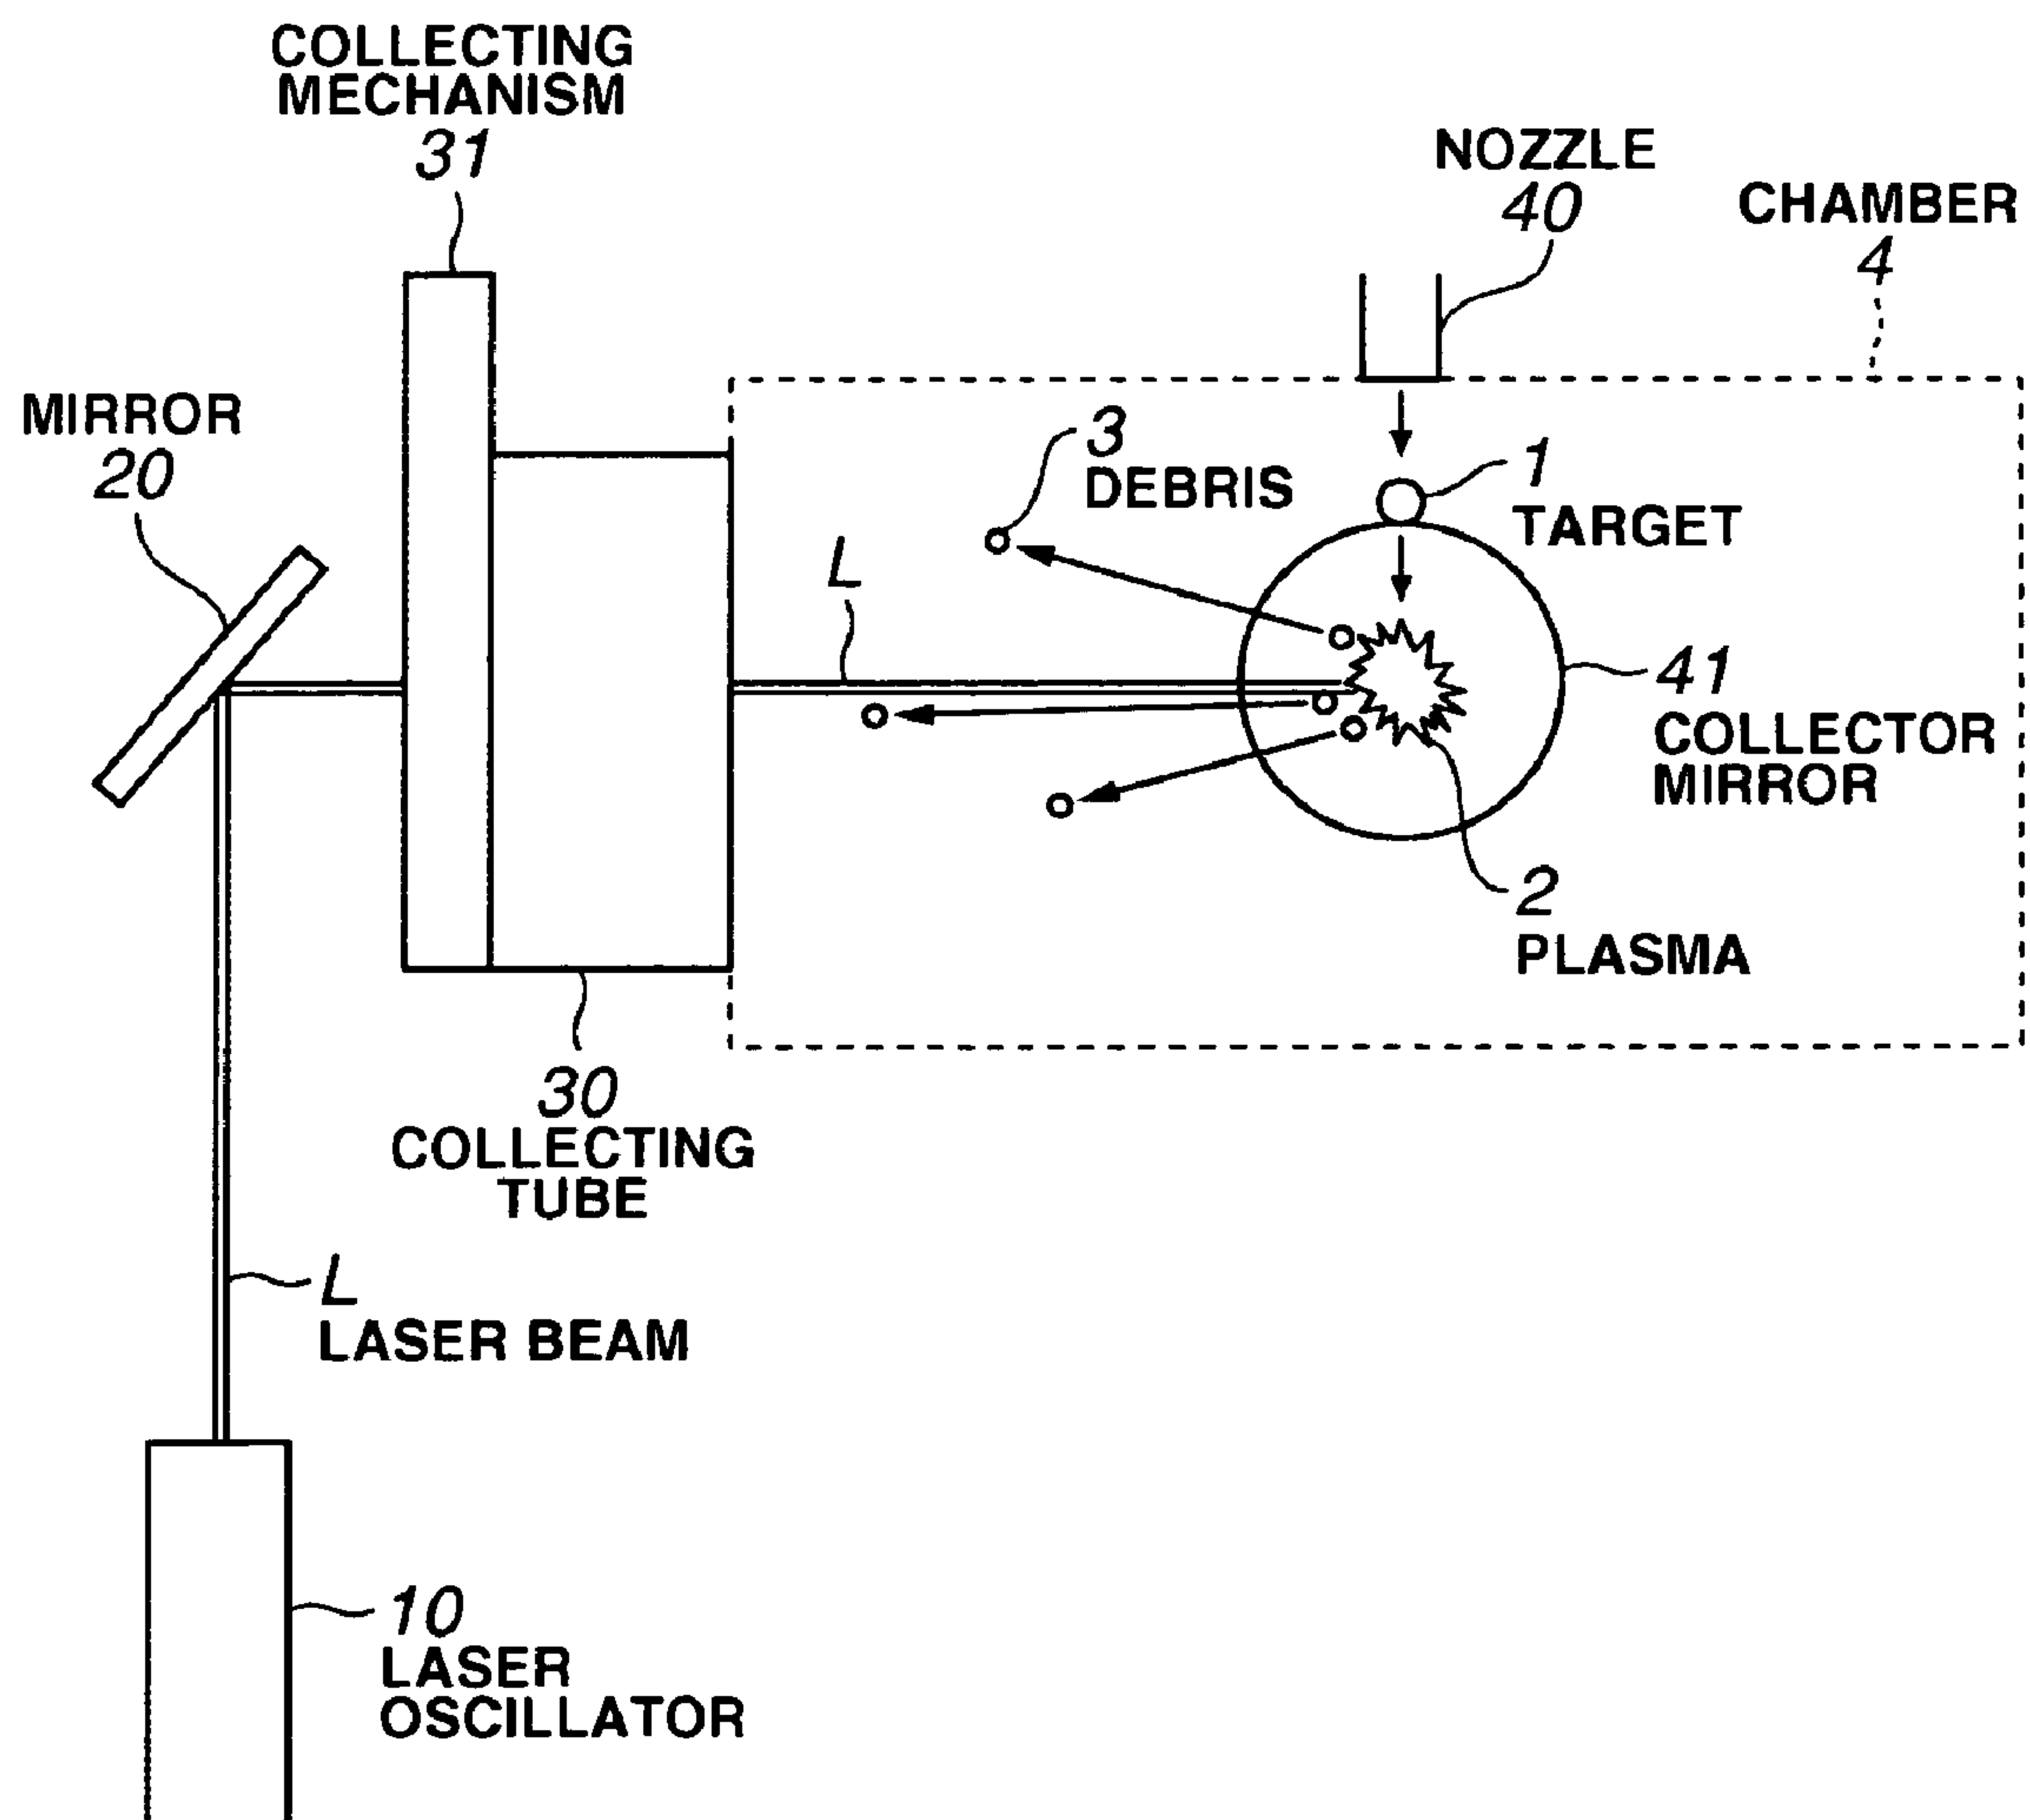 COLLECTING
MECHANISM
31
NOZZLE
40
CHAMBER
4
MIRROR
20
3
DEBRIS
1
TARGET
L
41
COLLECTOR
MIRROR
2
PLASMA
30
COLLECTING
TUBE
L
LASER BEAM
10
LASER
OSCILLATOR